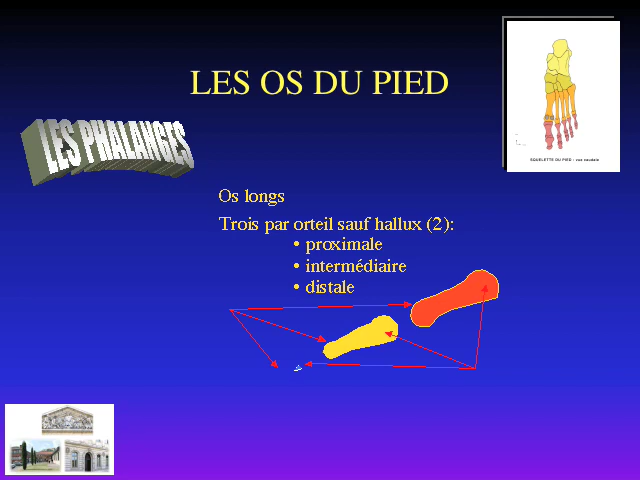 LES OS DU PIED
LES PHALANGES
SQUELETTE DU PIED - vue caudale
Os longs
Trois par orteil sauf hallux (2):
• proximale
• intermédiaire
• distale